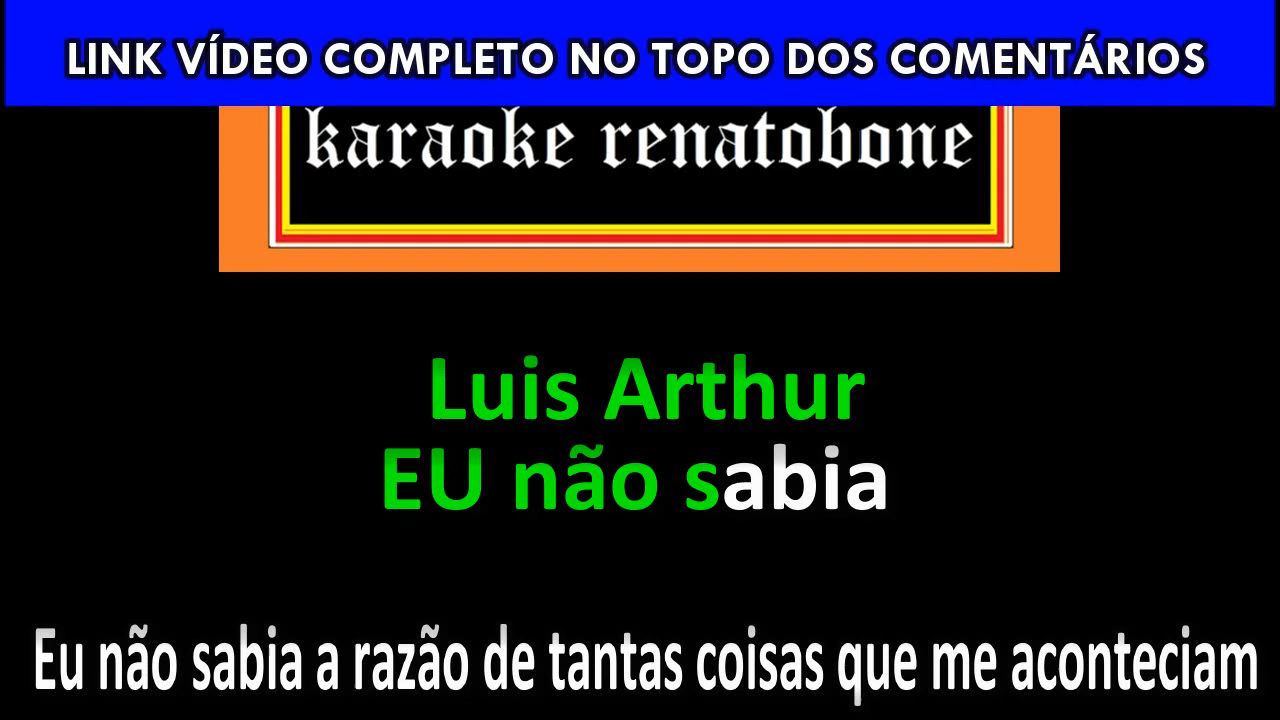 LINK VÍDEO COMPLETO NO TOPO DOS COMENTÁRIOS
karaoke renatobone
Luis Arthur
EU não sabia
Eu não sabia a razão de tantas coisas que me aconteciam